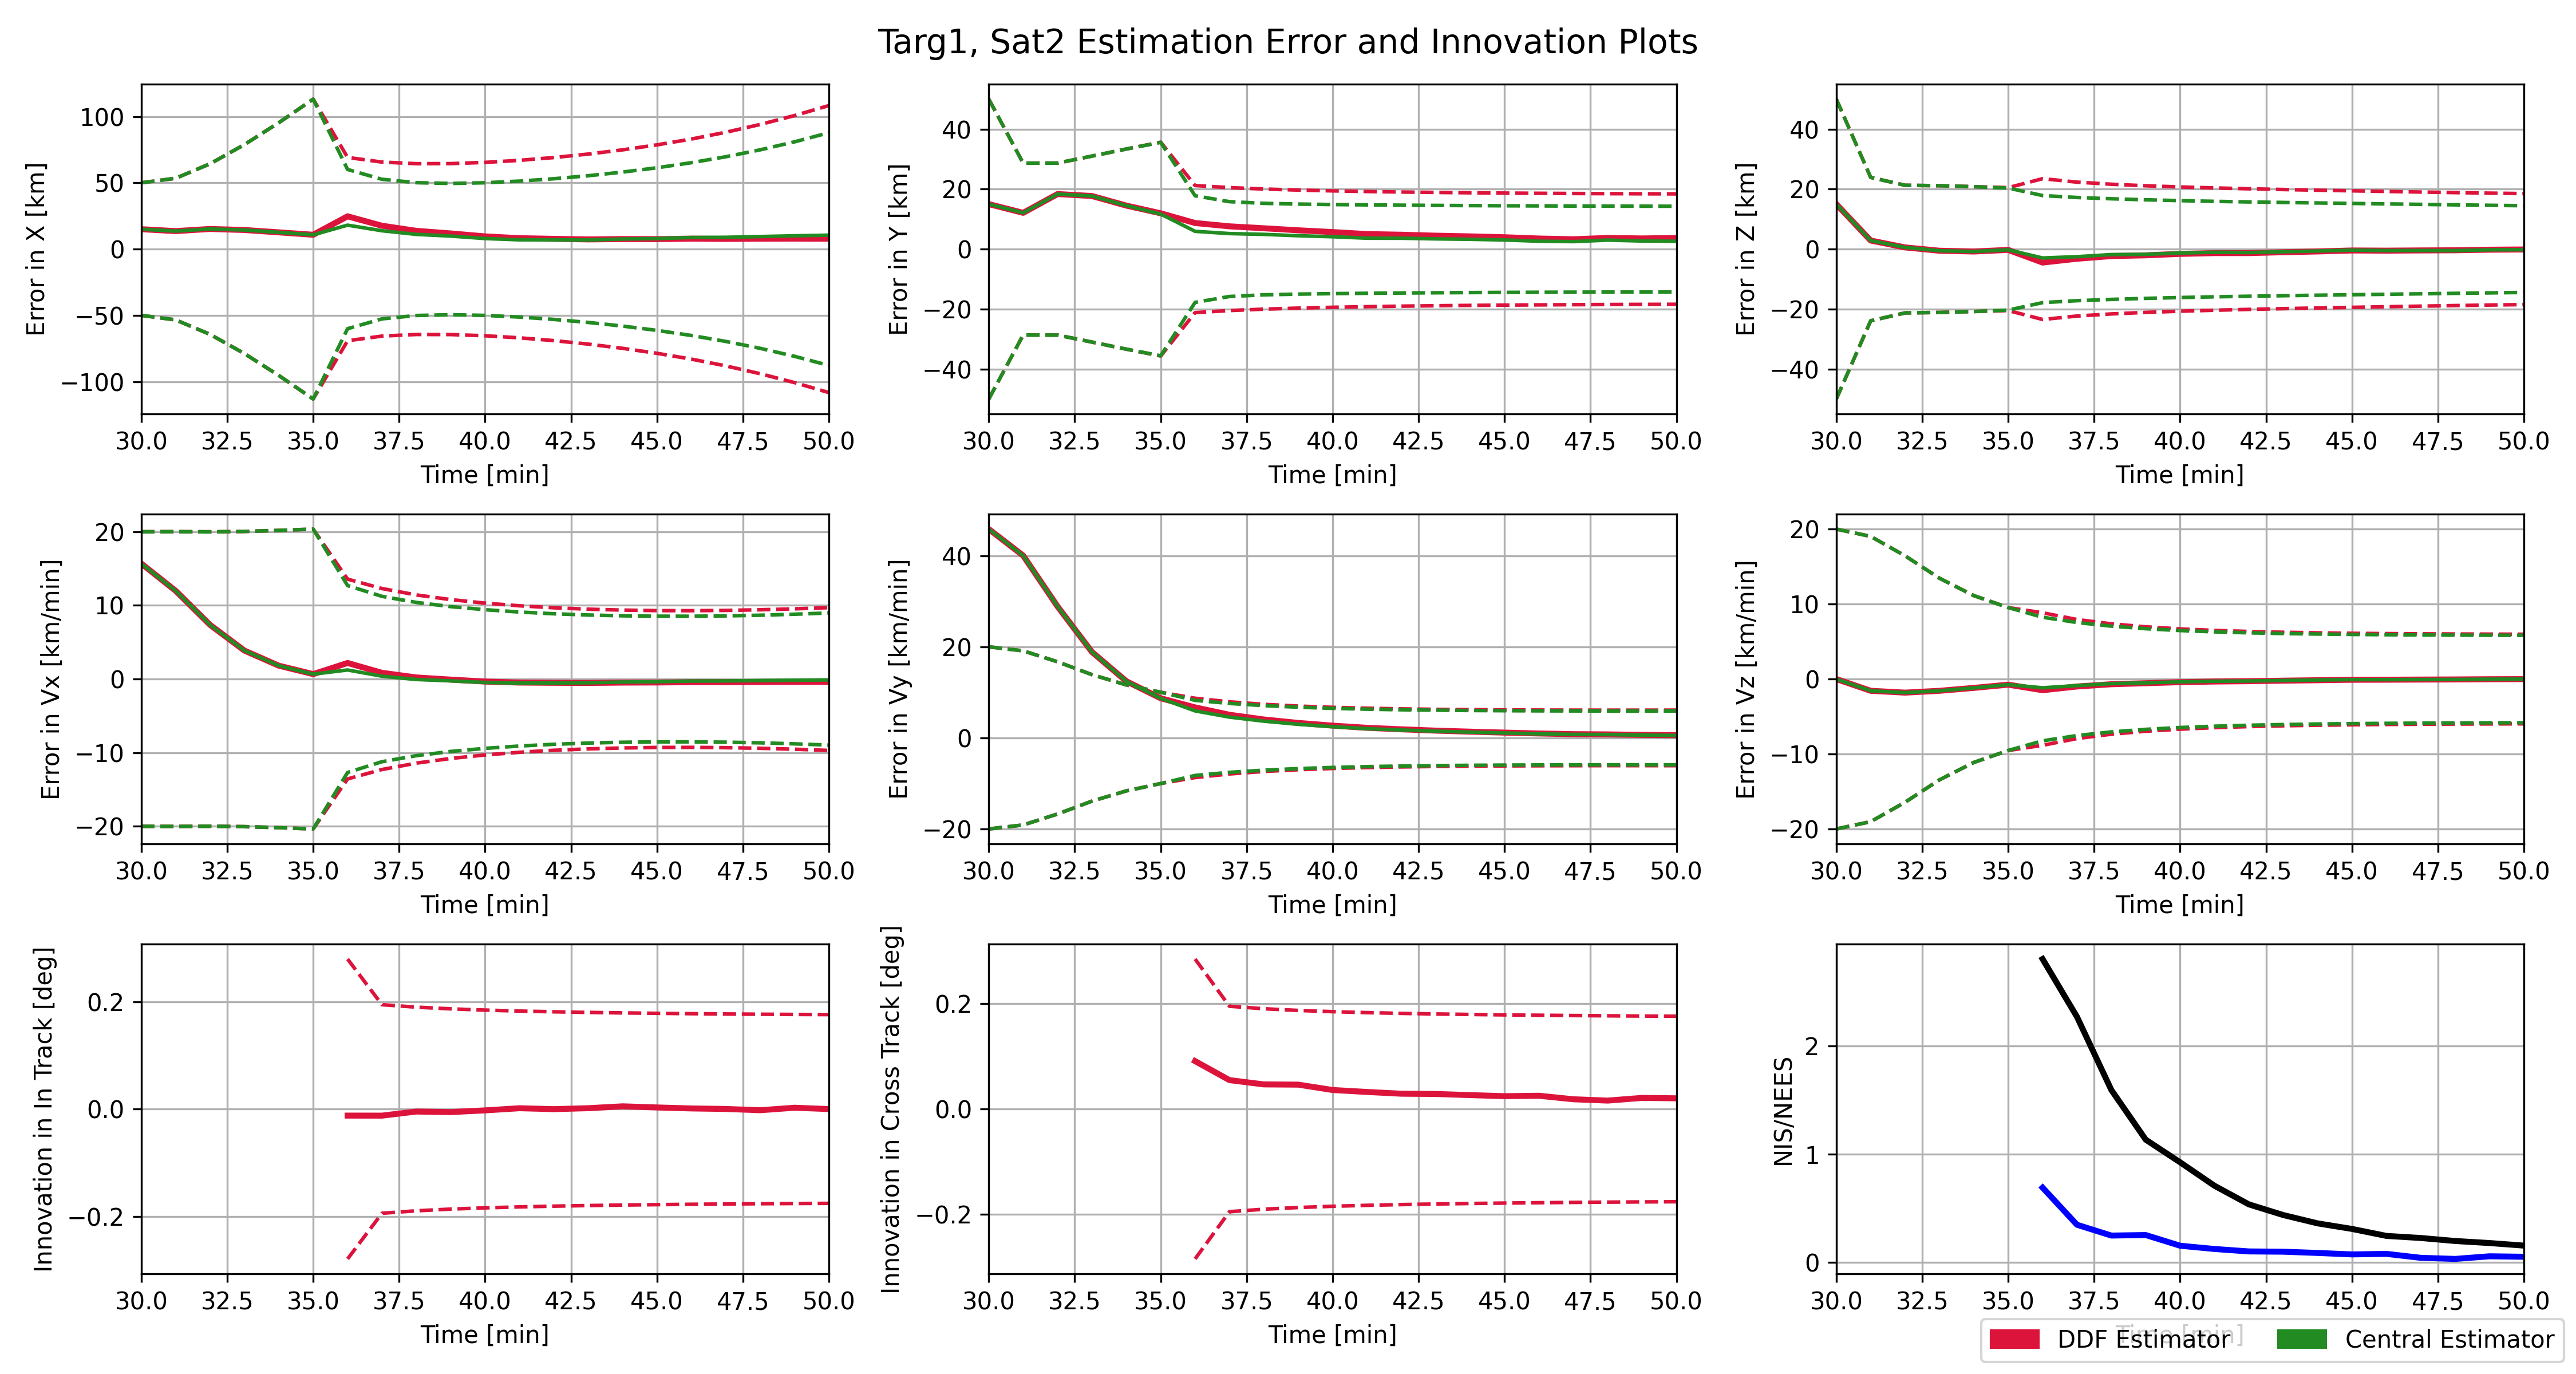 Targ1, Sat2 Estimation Error and Innovation Plots
Error in X [km]
100
50
0
−50
−100
30.0 32.5 35.0 37.5 40.0 42.5 45.0 47.5 50.0
Time [min]
Error in Y [km]
40
20
0
−20
−40
30.0 32.5 35.0 37.5 40.0 42.5 45.0 47.5 50.0
Time [min]
Error in Z [km]
40
20
0
−20
−40
30.0 32.5 35.0 37.5 40.0 42.5 45.0 47.5 50.0
Time [min]
Error in Vx [km/min]
20
10
0
−10
−20
30.0 32.5 35.0 37.5 40.0 42.5 45.0 47.5 50.0
Time [min]
Error in Vy [km/min]
40
20
0
−20
30.0 32.5 35.0 37.5 40.0 42.5 45.0 47.5 50.0
Time [min]
Error in Vz [km/min]
20
10
0
−10
−20
30.0 32.5 35.0 37.5 40.0 42.5 45.0 47.5 50.0
Time [min]
Innovation in In Track [deg]
0.2
0.0
−0.2
30.0 32.5 35.0 37.5 40.0 42.5 45.0 47.5 50.0
Time [min]
Innovation in Cross Track [deg]
0.2
0.0
−0.2
30.0 32.5 35.0 37.5 40.0 42.5 45.0 47.5 50.0
Time [min]
NIS/NEES
2
1
0
30.0 32.5 35.0 37.5 40.0 42.5 45.0 47.5 50.0
Time [min]
DDF Estimator Central Estimator